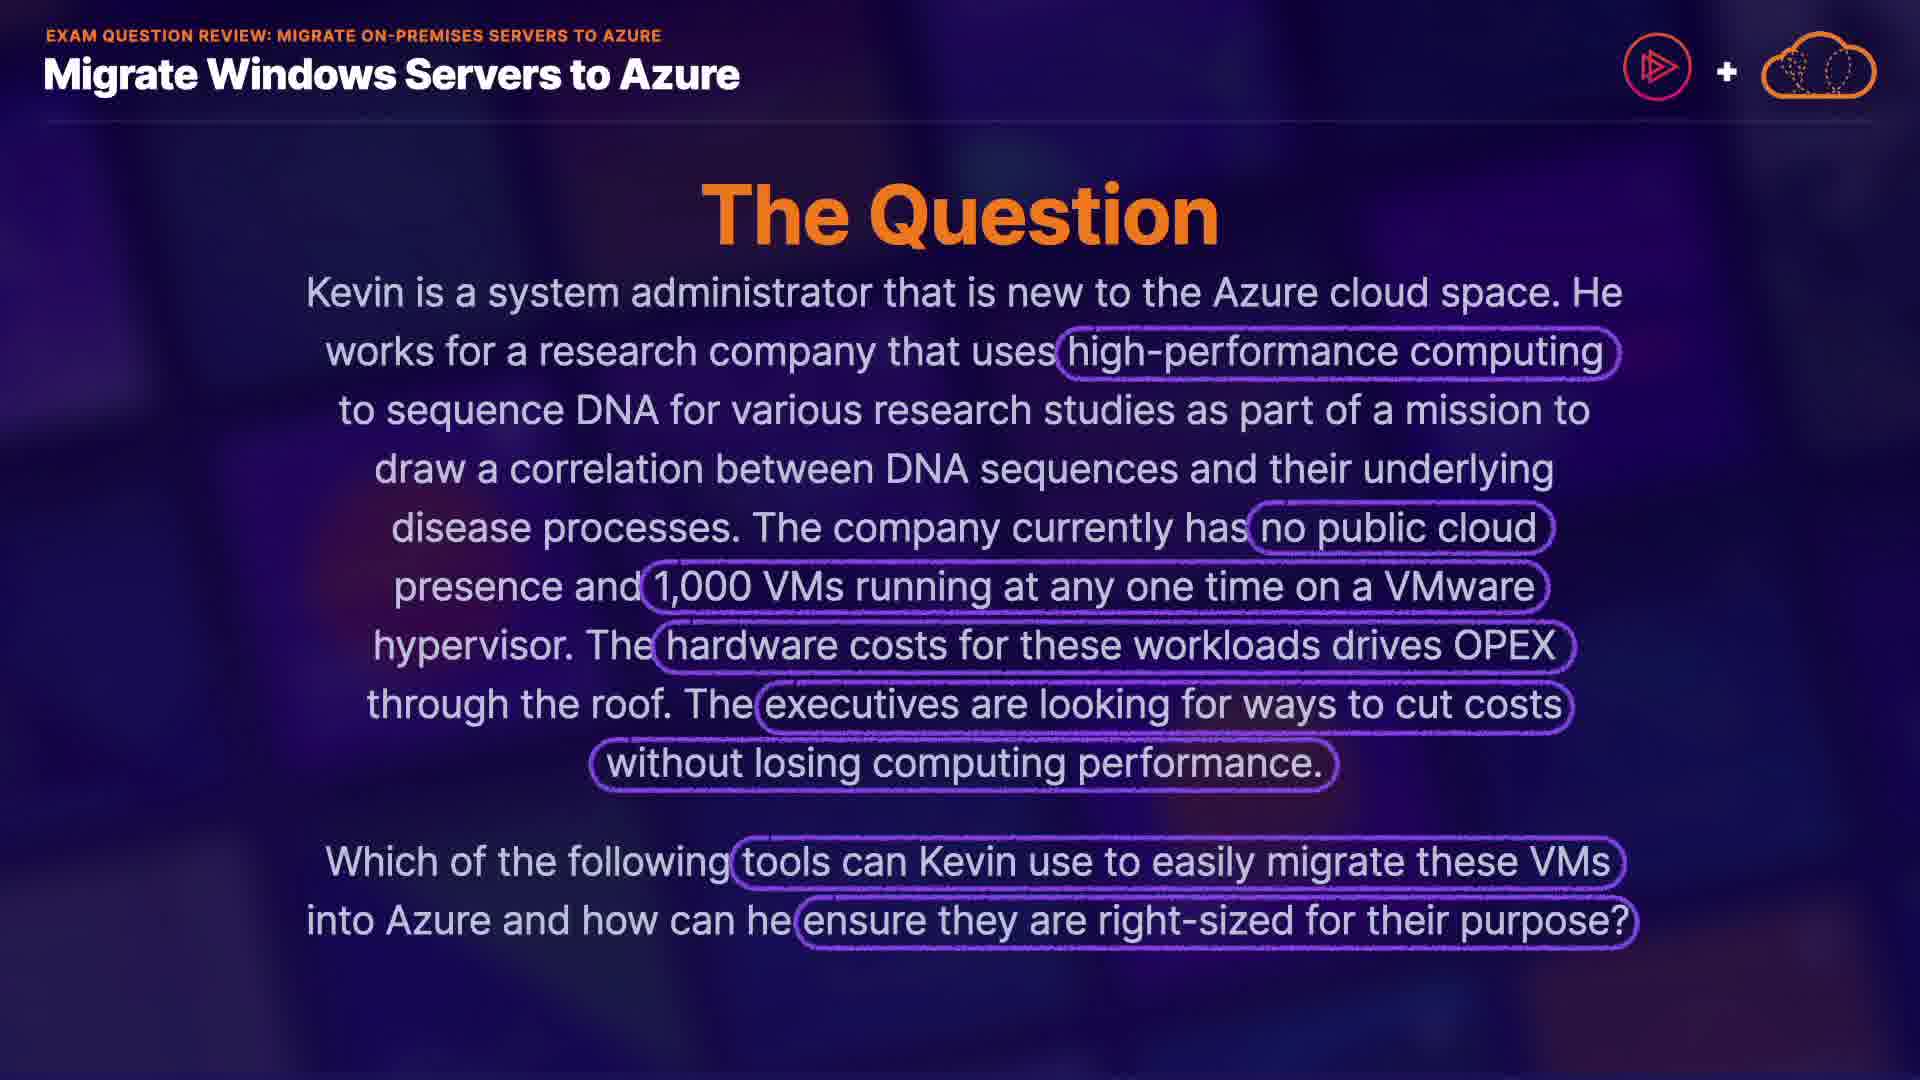 EXAM QUESTION REVIEW: MIGRATE ON-PREMISES SERVERS TO AZURE
Migrate Windows Servers to Azure
The Question
Kevin is a system administrator that is new to the Azure cloud space. He
works for a research company that uses high-performance computing
to sequence DNA for various research studies as part of a mission to
draw a correlation between DNA sequences and their underlying
disease processes. The company currently has no public cloud
presence and 1,000 VMs running at any one time on a VMware
hypervisor. The hardware costs for these workloads drives OPEX
through the roof. The executives are looking for ways to cut costs
without losing computing performance.
Which of the following tools can Kevin use to easily migrate these VMs
into Azure and how can he ensure they are right-sized for their purpose?